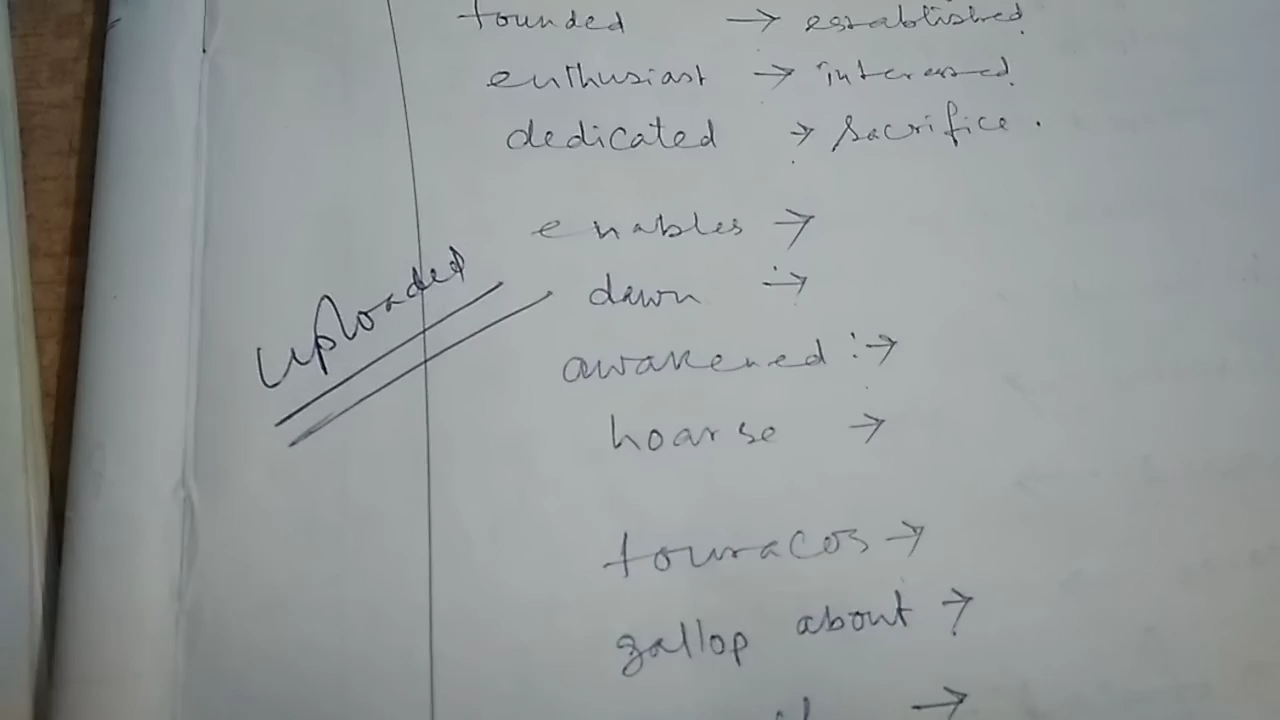 founded → established.
enthusiast → interested.
dedicated → sacrifice.
enables →
dawn :→
uploaded
awakened :→
hoarse →
touracos →
gallop about →
→